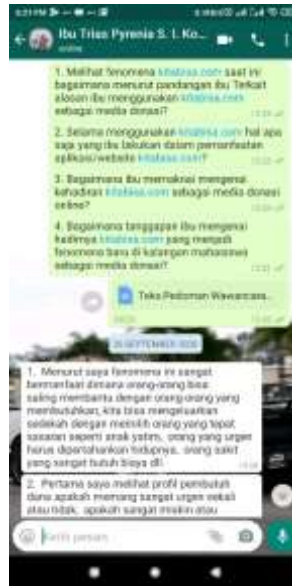 Ibu Trias Pyrenia S. I. Ko...
online
1. Melihat fenomena kitabisa.com saat ini
bagaimana menurut pandangan ibu Terkait
alasan ibu menggunakan kitabisa.com
sebagai media donasi?
2. Selama menggunakan kitabisa.com hal apa
saja yang ibu lakukan dalam pemanfaatan
aplikasi/website kitabisa.com?
3. Bagaimana ibu memaknai mengenai
kehadiran kitabisa.com sebagai media donasi
online?
4. Bagaimana tanggapan ibu mengenai
hadirnya kitabisa.com yang menjadi
fenomena baru di kalangan mahasiswa
sebagai media donasi?
Teks Pedoman Wawancara...
SEPTEMBER 2020
1. Menurut saya fenomena ini sangat
bermanfaat dimana orang-orang bisa
saling membantu dengan orang-orang yang
membutuhkan, kita bisa mengeluarkan
sedekah dengan memilih orang yang tepat
sasaran seperti anak yatim, orang yang urgen
harus dipertahankan hidupnya, orang sakit
yang sangat butuh biaya dll
2. Pertama saya melihat profil pembutuh
dana apakah memang sangat urgen sekali
atau tidak, apakah sangat miskin atau
Ketik pesan